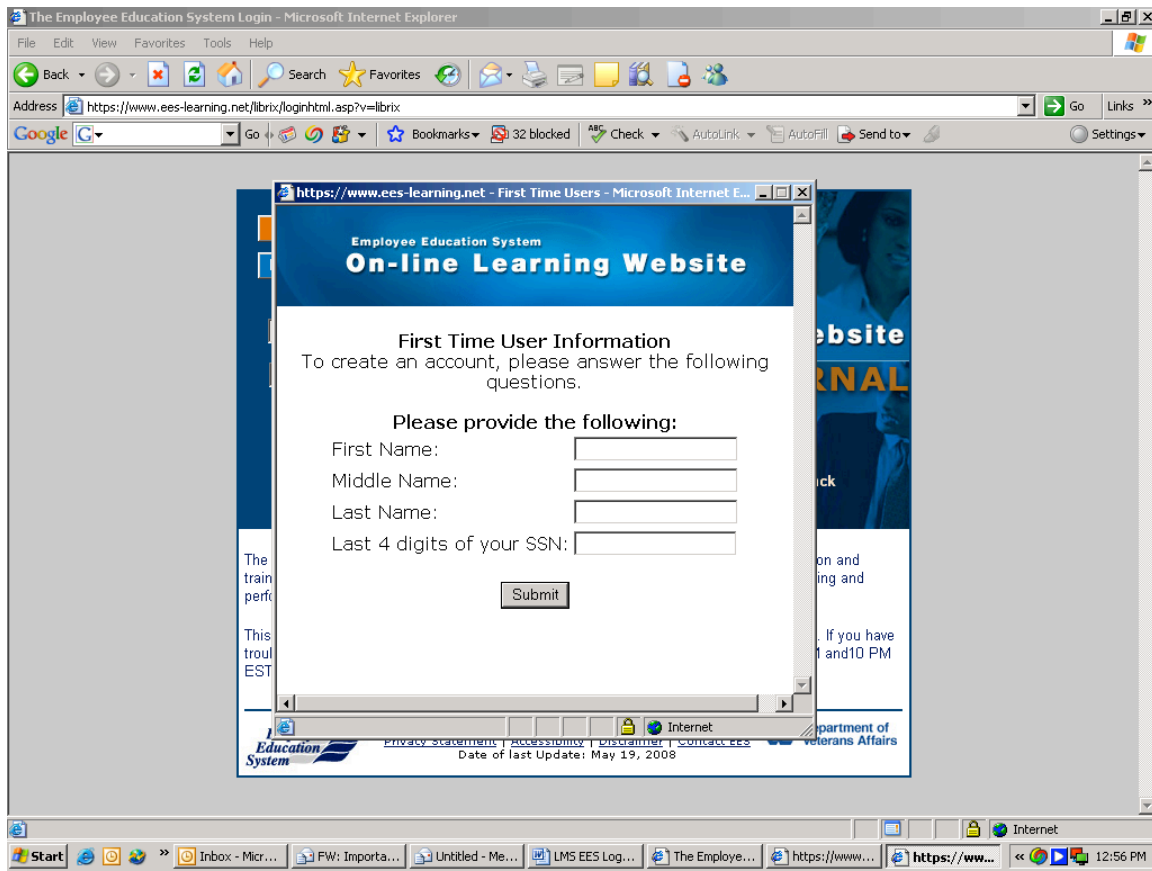 The Employee Education System Login - Microsoft Internet Explorer
File Edit View Favorites Tools Help
Back Search Favorites
Address https://www.ees-learning.net/librix/loginhtml.asp?v=librix Go Links »
Google G Go Bookmarks 32 blocked ABC Check AutoLink AutoFill Send to Settings
https://www.ees-learning.net - First Time Users - Microsoft Internet E...
Employee Education System
On-line Learning Website
First Time User Information
To create an account, please answer the following
questions.
Please provide the following:
First Name:
Middle Name:
Last Name:
Last 4 digits of your SSN:
Submit
Internet
ebsite
RNAL
ck
The
train
perfo
on and
ing and
This
troul
EST
. If you have
and10 PM
Education
System
Privacy Statement | Accessibility | Disclaimer | Contact EES
Date of last Update: May 19, 2008
partment of
Veterans Affairs
Internet
Start » Inbox - Micr... FW: Importa... Untitled - Me... LMS EES Log... The Employe... https://www... https://ww... « 12:56 PM